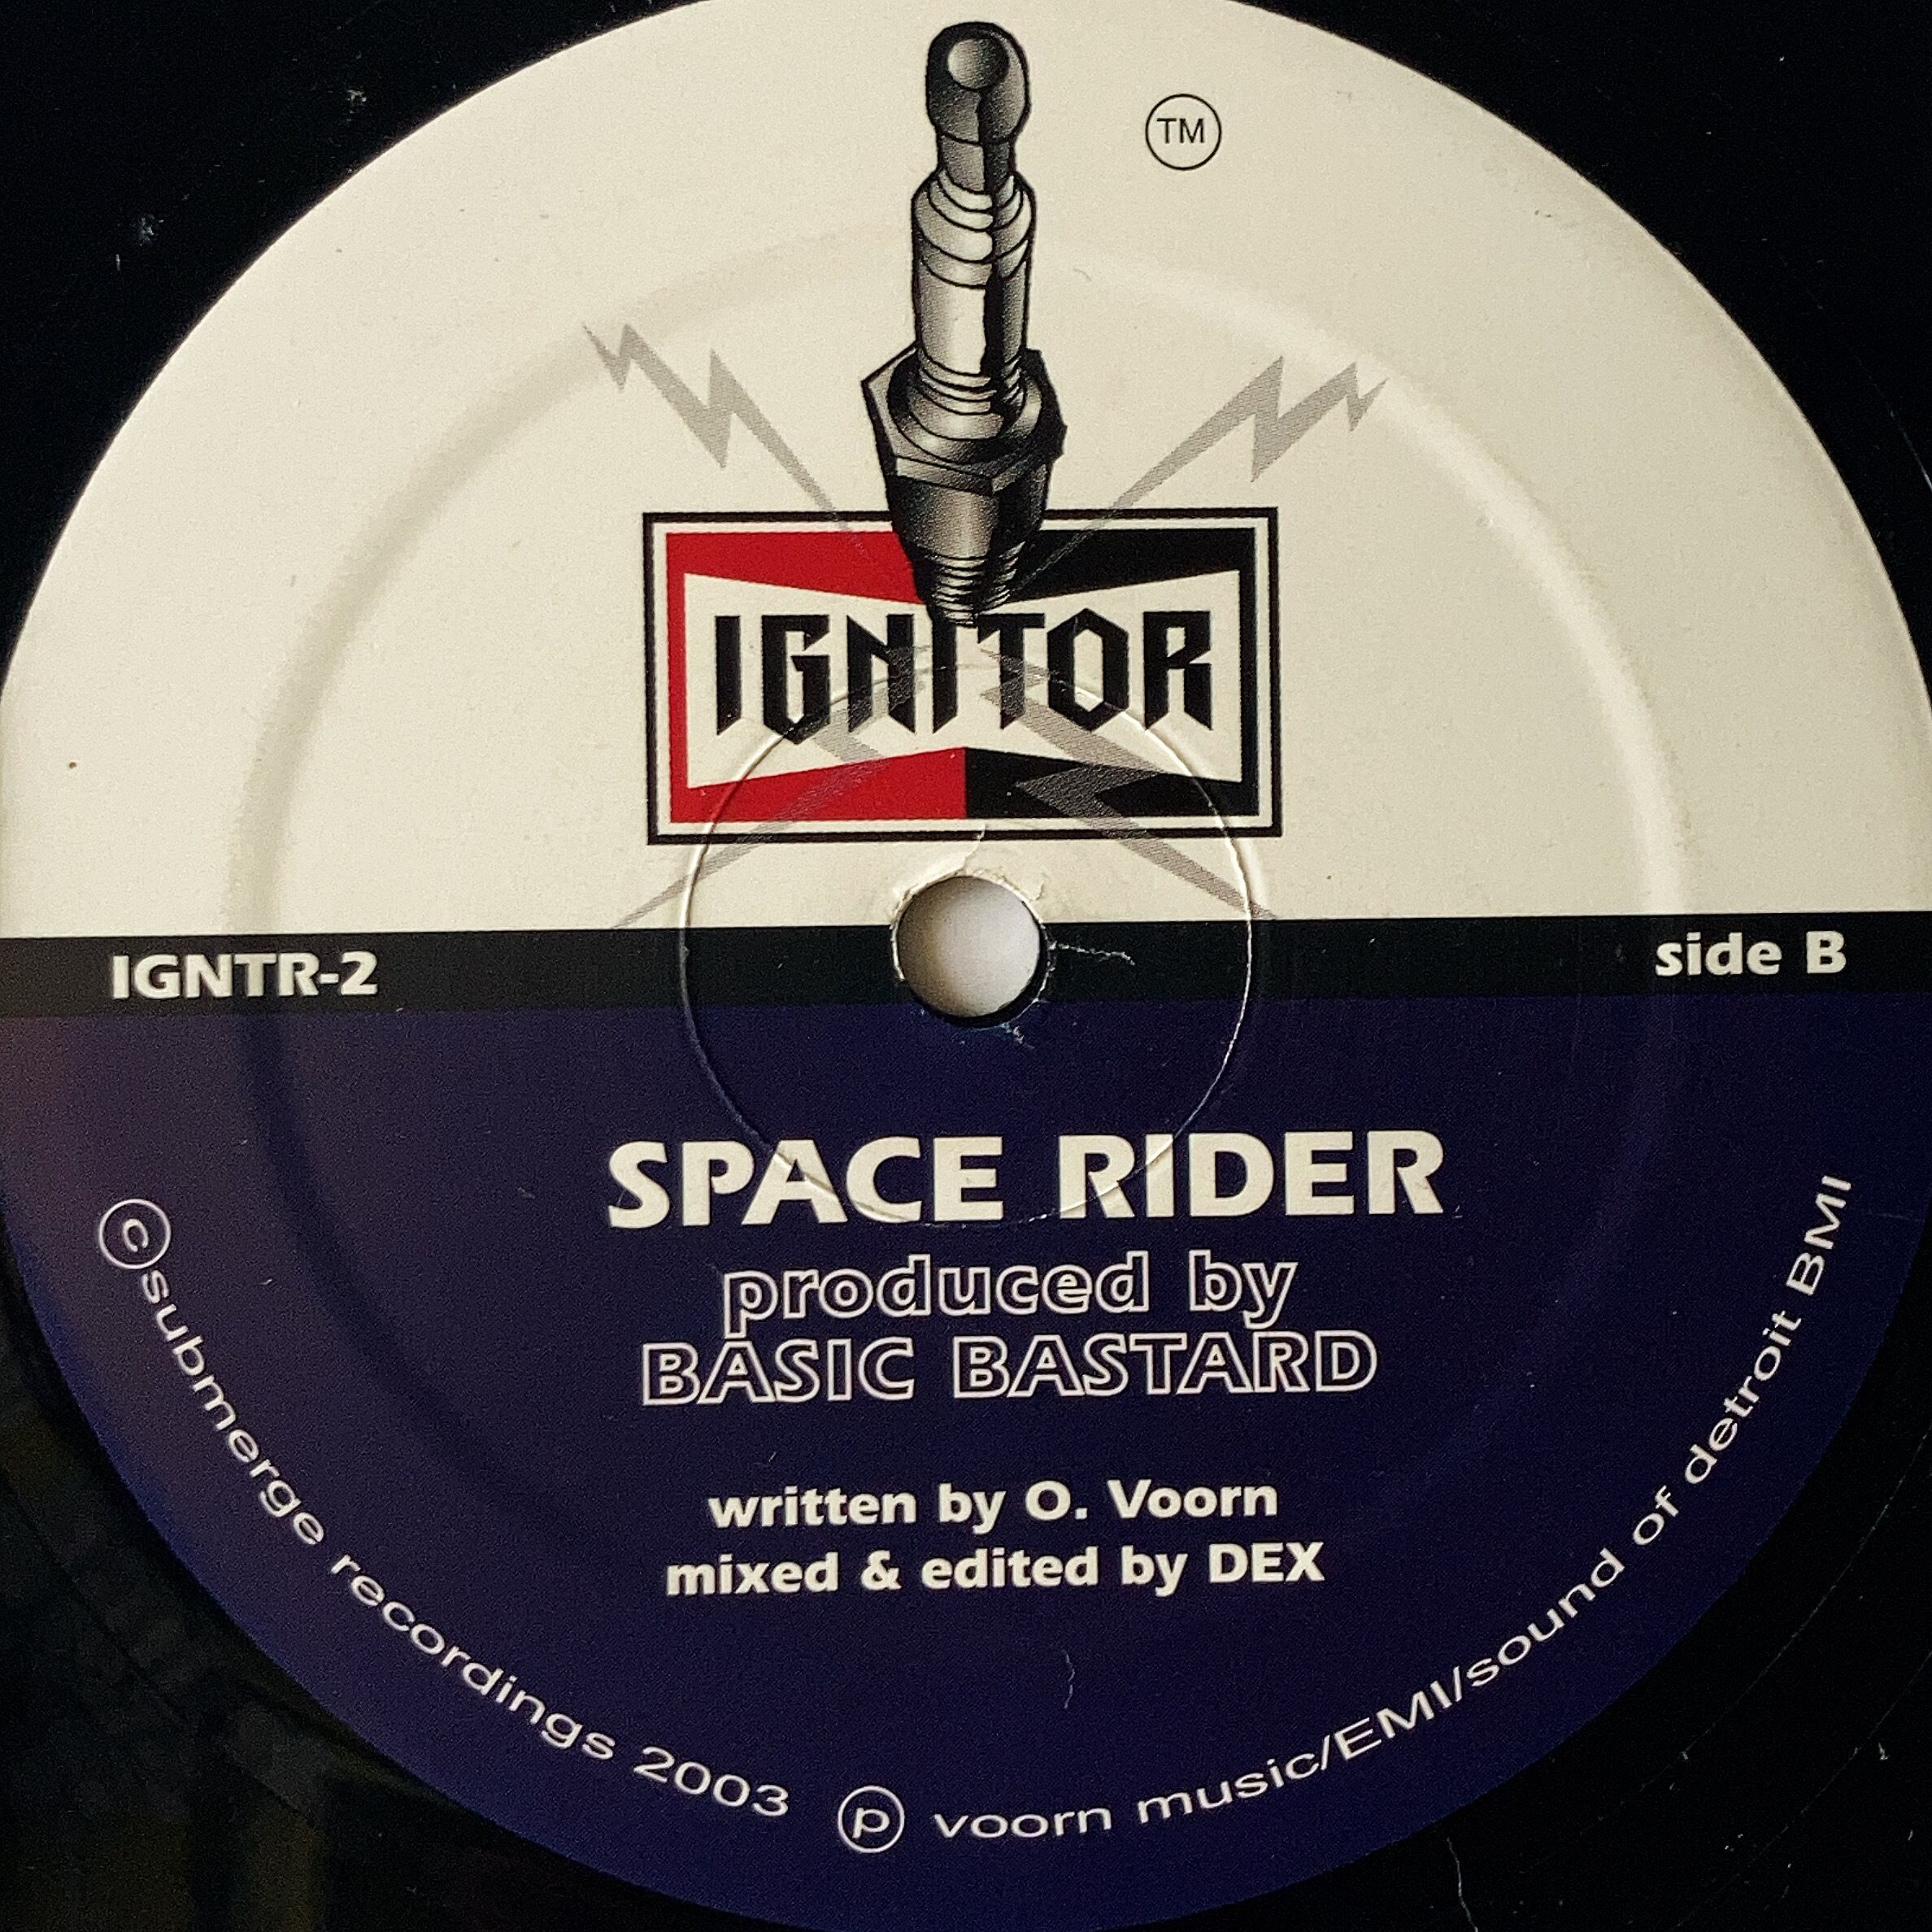 TM
IGNITOR
IGNTR-2
side B
SPACE RIDER
produced by
BASIC BASTARD
written by O. Voorn
mixed & edited by DEX
©submerge recordings 2003 ℗ voorn music/EMI/sound of detroit BMI